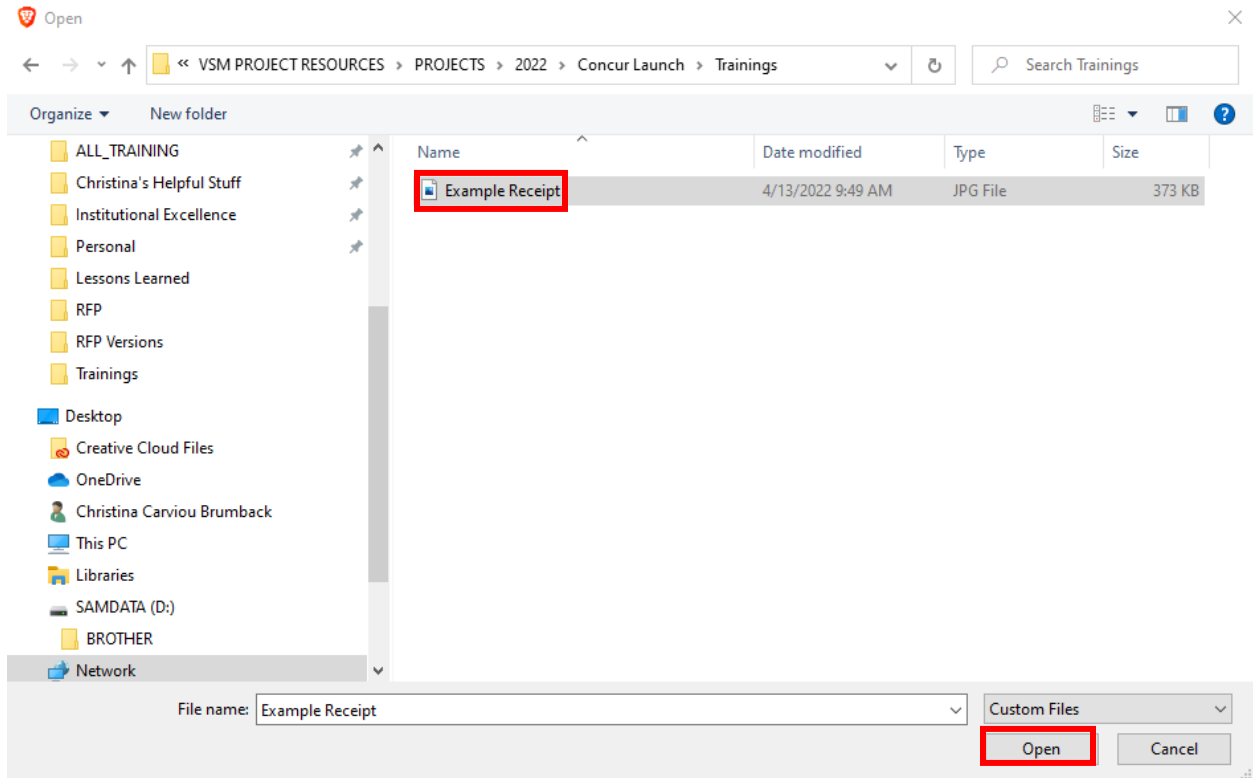 Open
« VSM PROJECT RESOURCES › PROJECTS › 2022 › Concur Launch › Trainings
Search Trainings
Organize
New folder
?
ALL_TRAINING
Christina's Helpful Stuff
Institutional Excellence
Personal
Lessons Learned
RFP
RFP Versions
Trainings
Desktop
Creative Cloud Files
OneDrive
Christina Carviou Brumback
This PC
Libraries
SAMDATA (D:)
BROTHER
Network
Name Date modified Type Size
Example Receipt 4/13/2022 9:49 AM JPG File 373 KB
File name: Example Receipt
Custom Files
Open
Cancel